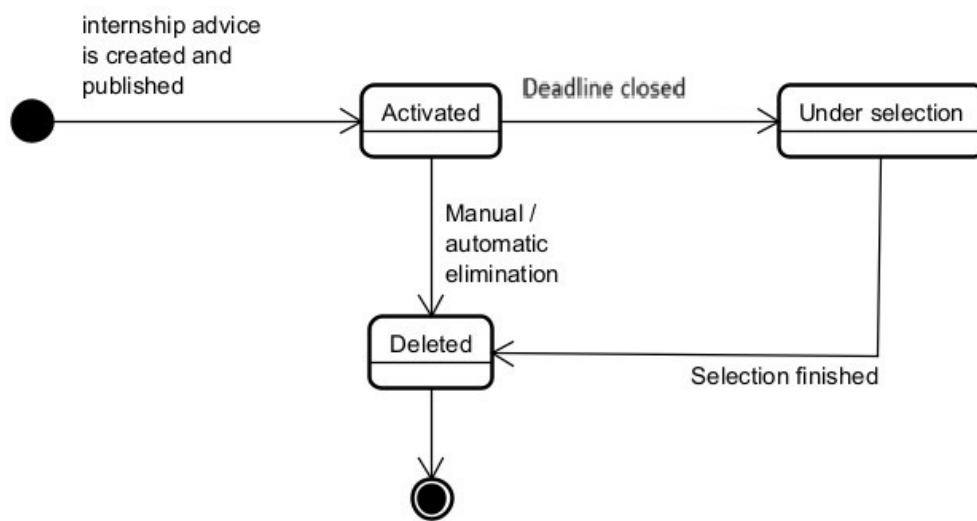 internship advice
is created and
published
Activated
Deadline closed
Under selection
Manual /
automatic
elimination
Deleted
Selection finished